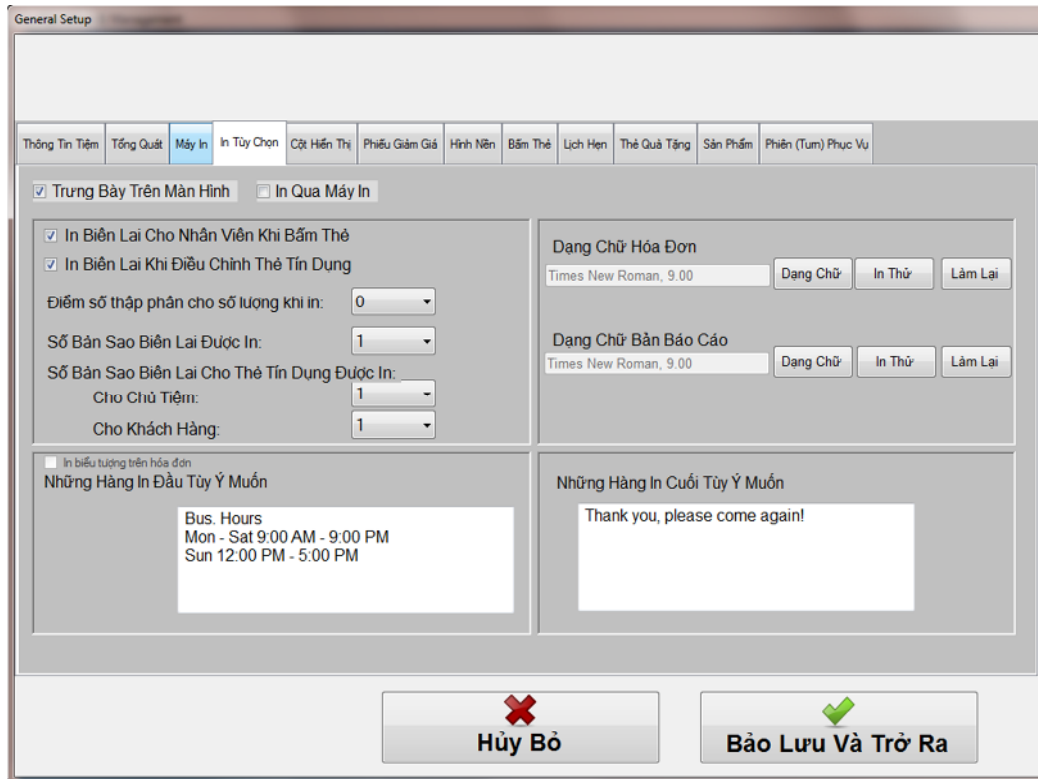 General Setup
Thông Tin Tiệm Tổng Quát Máy In In Tùy Chọn Cột Hiển Thị Phiếu Giảm Giá Hình Nền Bấm Thẻ Lịch Hẹn Thẻ Quà Tặng Sản Phẩm Phiên (Turn) Phục Vụ
Trưng Bày Trên Màn Hình In Qua Máy In
In Biên Lai Cho Nhân Viên Khi Bấm Thẻ
In Biên Lai Khi Điều Chỉnh Thẻ Tín Dụng
Điểm số thập phân cho số lượng khi in: 0
Số Bản Sao Biên Lai Được In: 1
Số Bản Sao Biên Lai Cho Thẻ Tín Dụng Được In:
Cho Chủ Tiệm: 1
Cho Khách Hàng: 1
Dạng Chữ Hóa Đơn
Times New Roman, 9.00 Dạng Chữ In Thử Làm Lại
Dạng Chữ Bản Báo Cáo
Times New Roman, 9.00 Dạng Chữ In Thử Làm Lại
In biểu tượng trên hóa đơn
Những Hàng In Đầu Tùy Ý Muốn
Bus. Hours
Mon - Sat 9:00 AM - 9:00 PM
Sun 12:00 PM - 5:00 PM
Những Hàng In Cuối Tùy Ý Muốn
Thank you, please come again!
Hủy Bỏ
Bảo Lưu Và Trở Ra